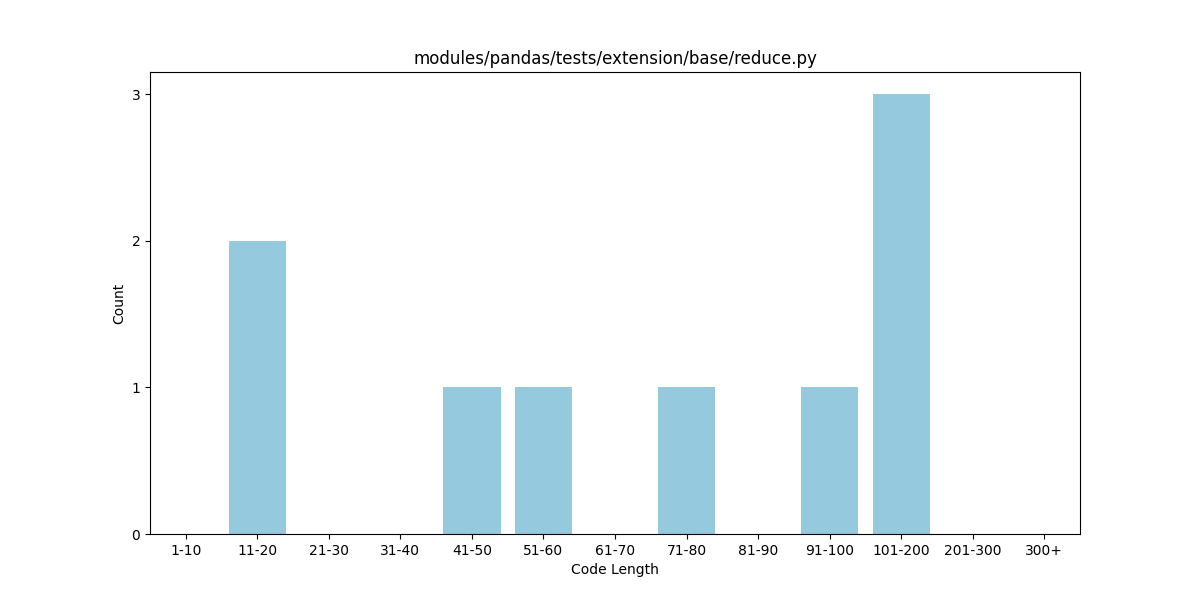 modules/pandas/tests/extension/base/reduce.py
3
2
1
0
Count
1-10 11-20 21-30 31-40 41-50 51-60 61-70 71-80 81-90 91-100 101-200 201-300 300+
Code Length